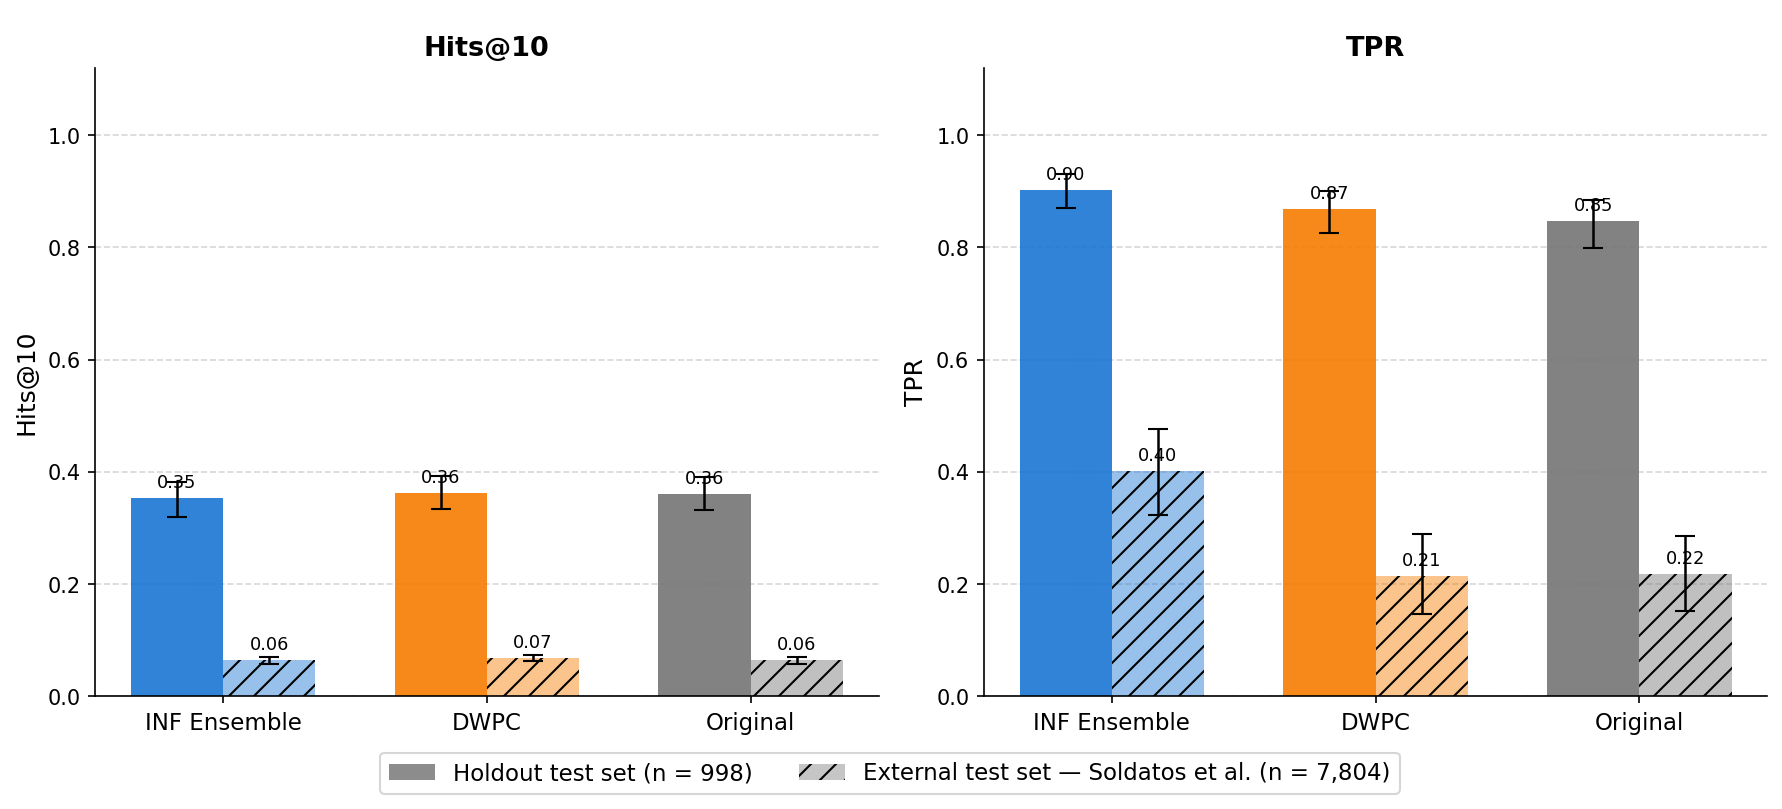 Hits@10
TPR
Hits@10
1.0
0.8
0.6
0.4
0.2
0.0
0.35
0.06
0.36
0.07
0.36
0.06
INF Ensemble
DWPC
Original
TPR
1.0
0.8
0.6
0.4
0.2
0.0
0.90
0.40
0.87
0.21
0.85
0.22
INF Ensemble
DWPC
Original
Holdout test set (n = 998)
External test set — Soldatos et al. (n = 7,804)